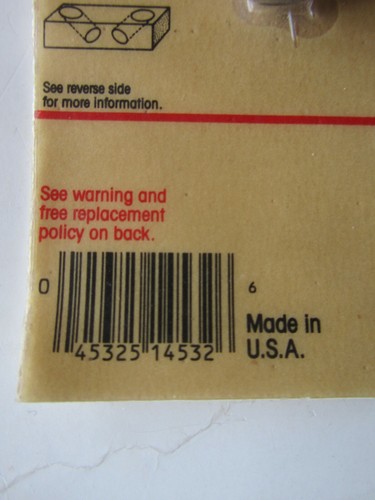 See reverse side
for more information.
See warning and
free replacement
policy on back.
0 45325 14532 6
Made in
U.S.A.